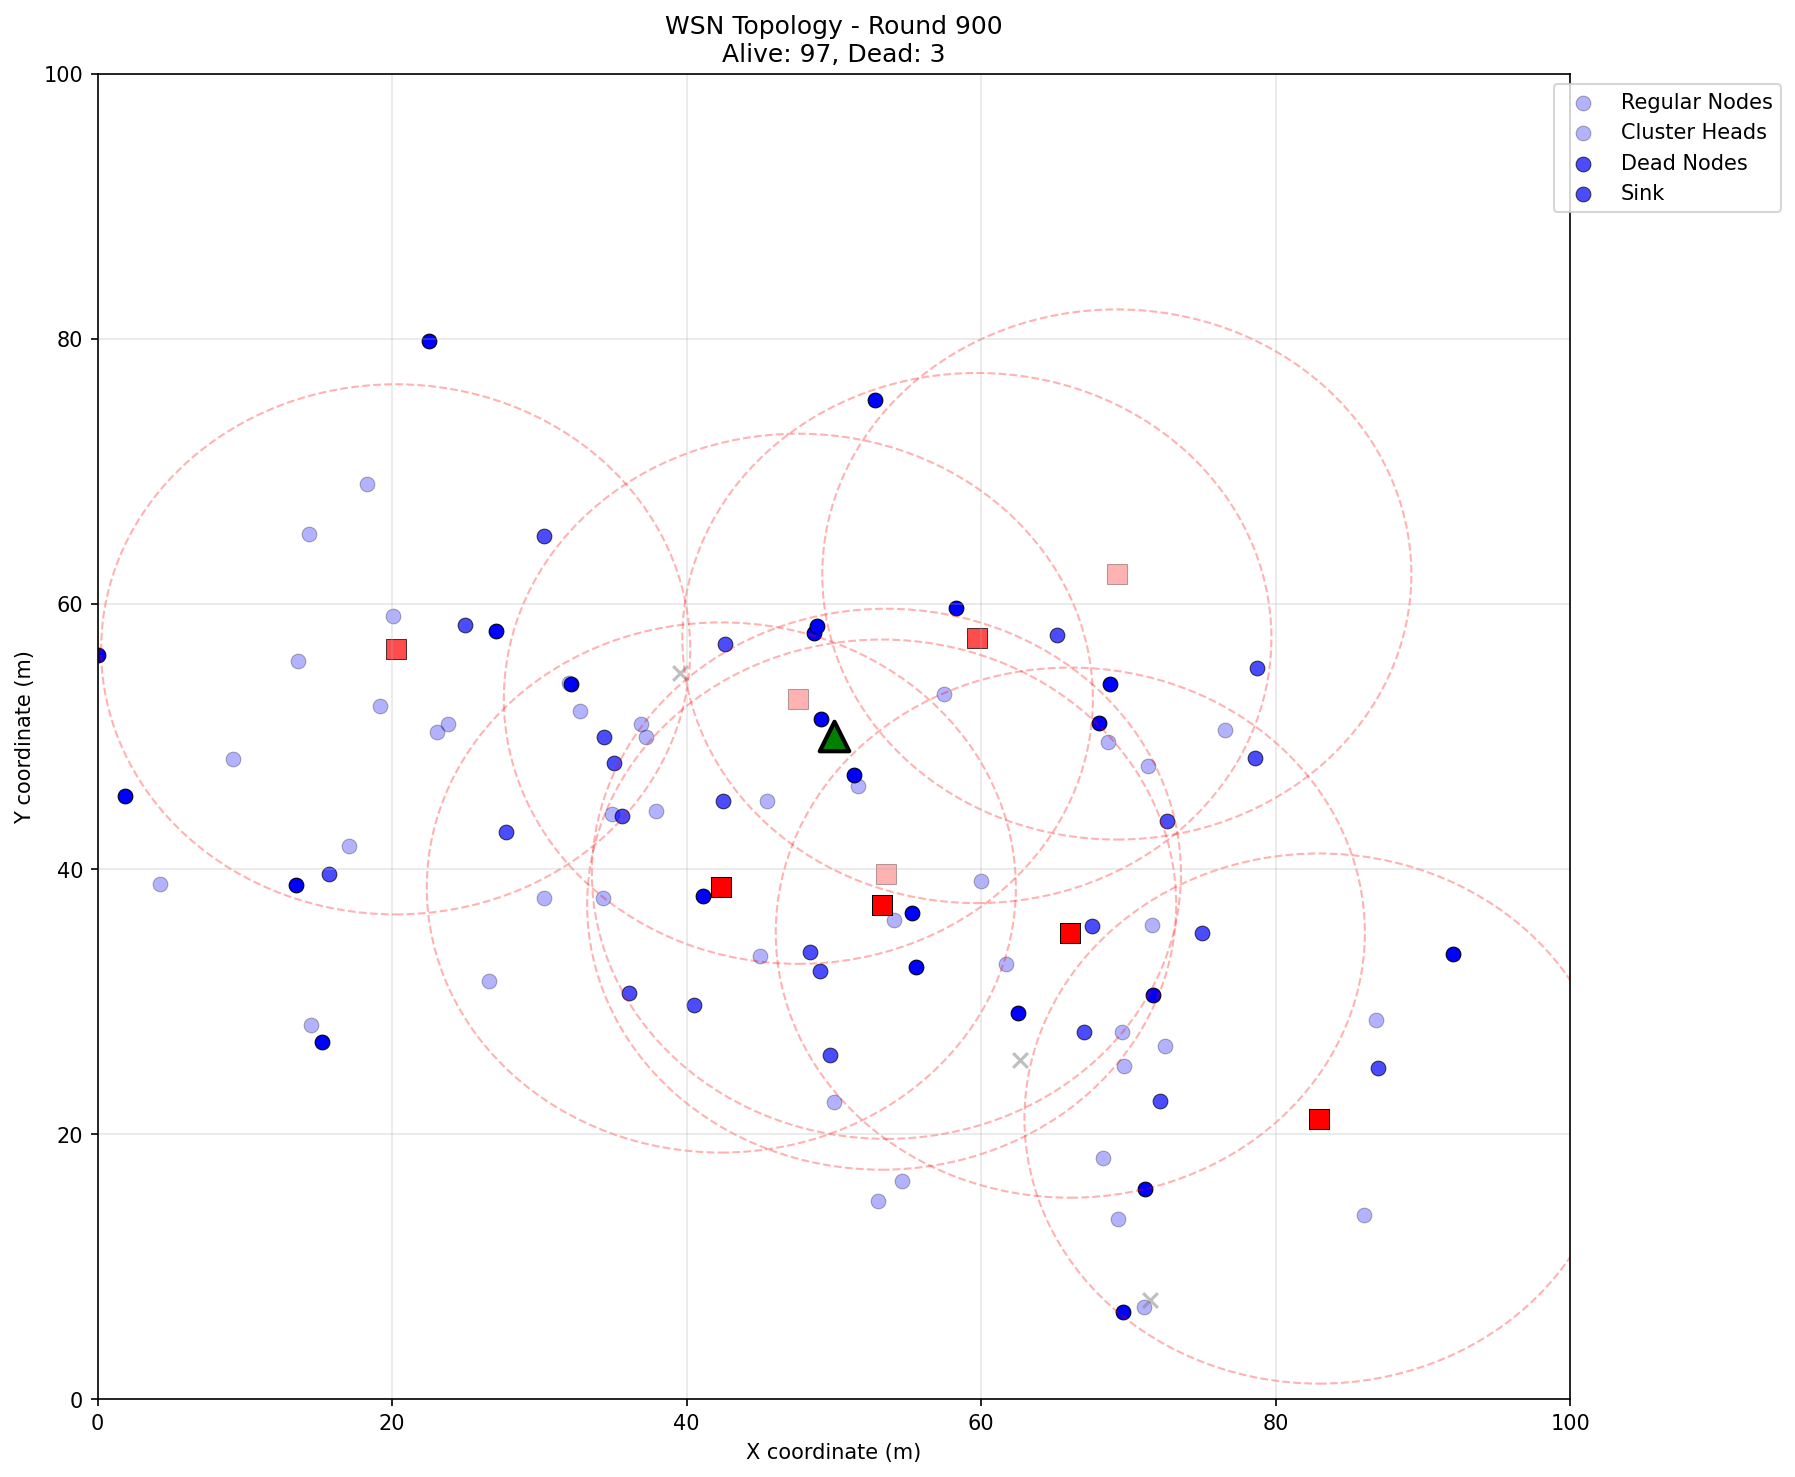 WSN Topology - Round 900
Alive: 97, Dead: 3
Regular Nodes
Cluster Heads
Dead Nodes
Sink
Y coordinate (m)
100
80
60
40
20
0
0
20
40
60
80
100
X coordinate (m)